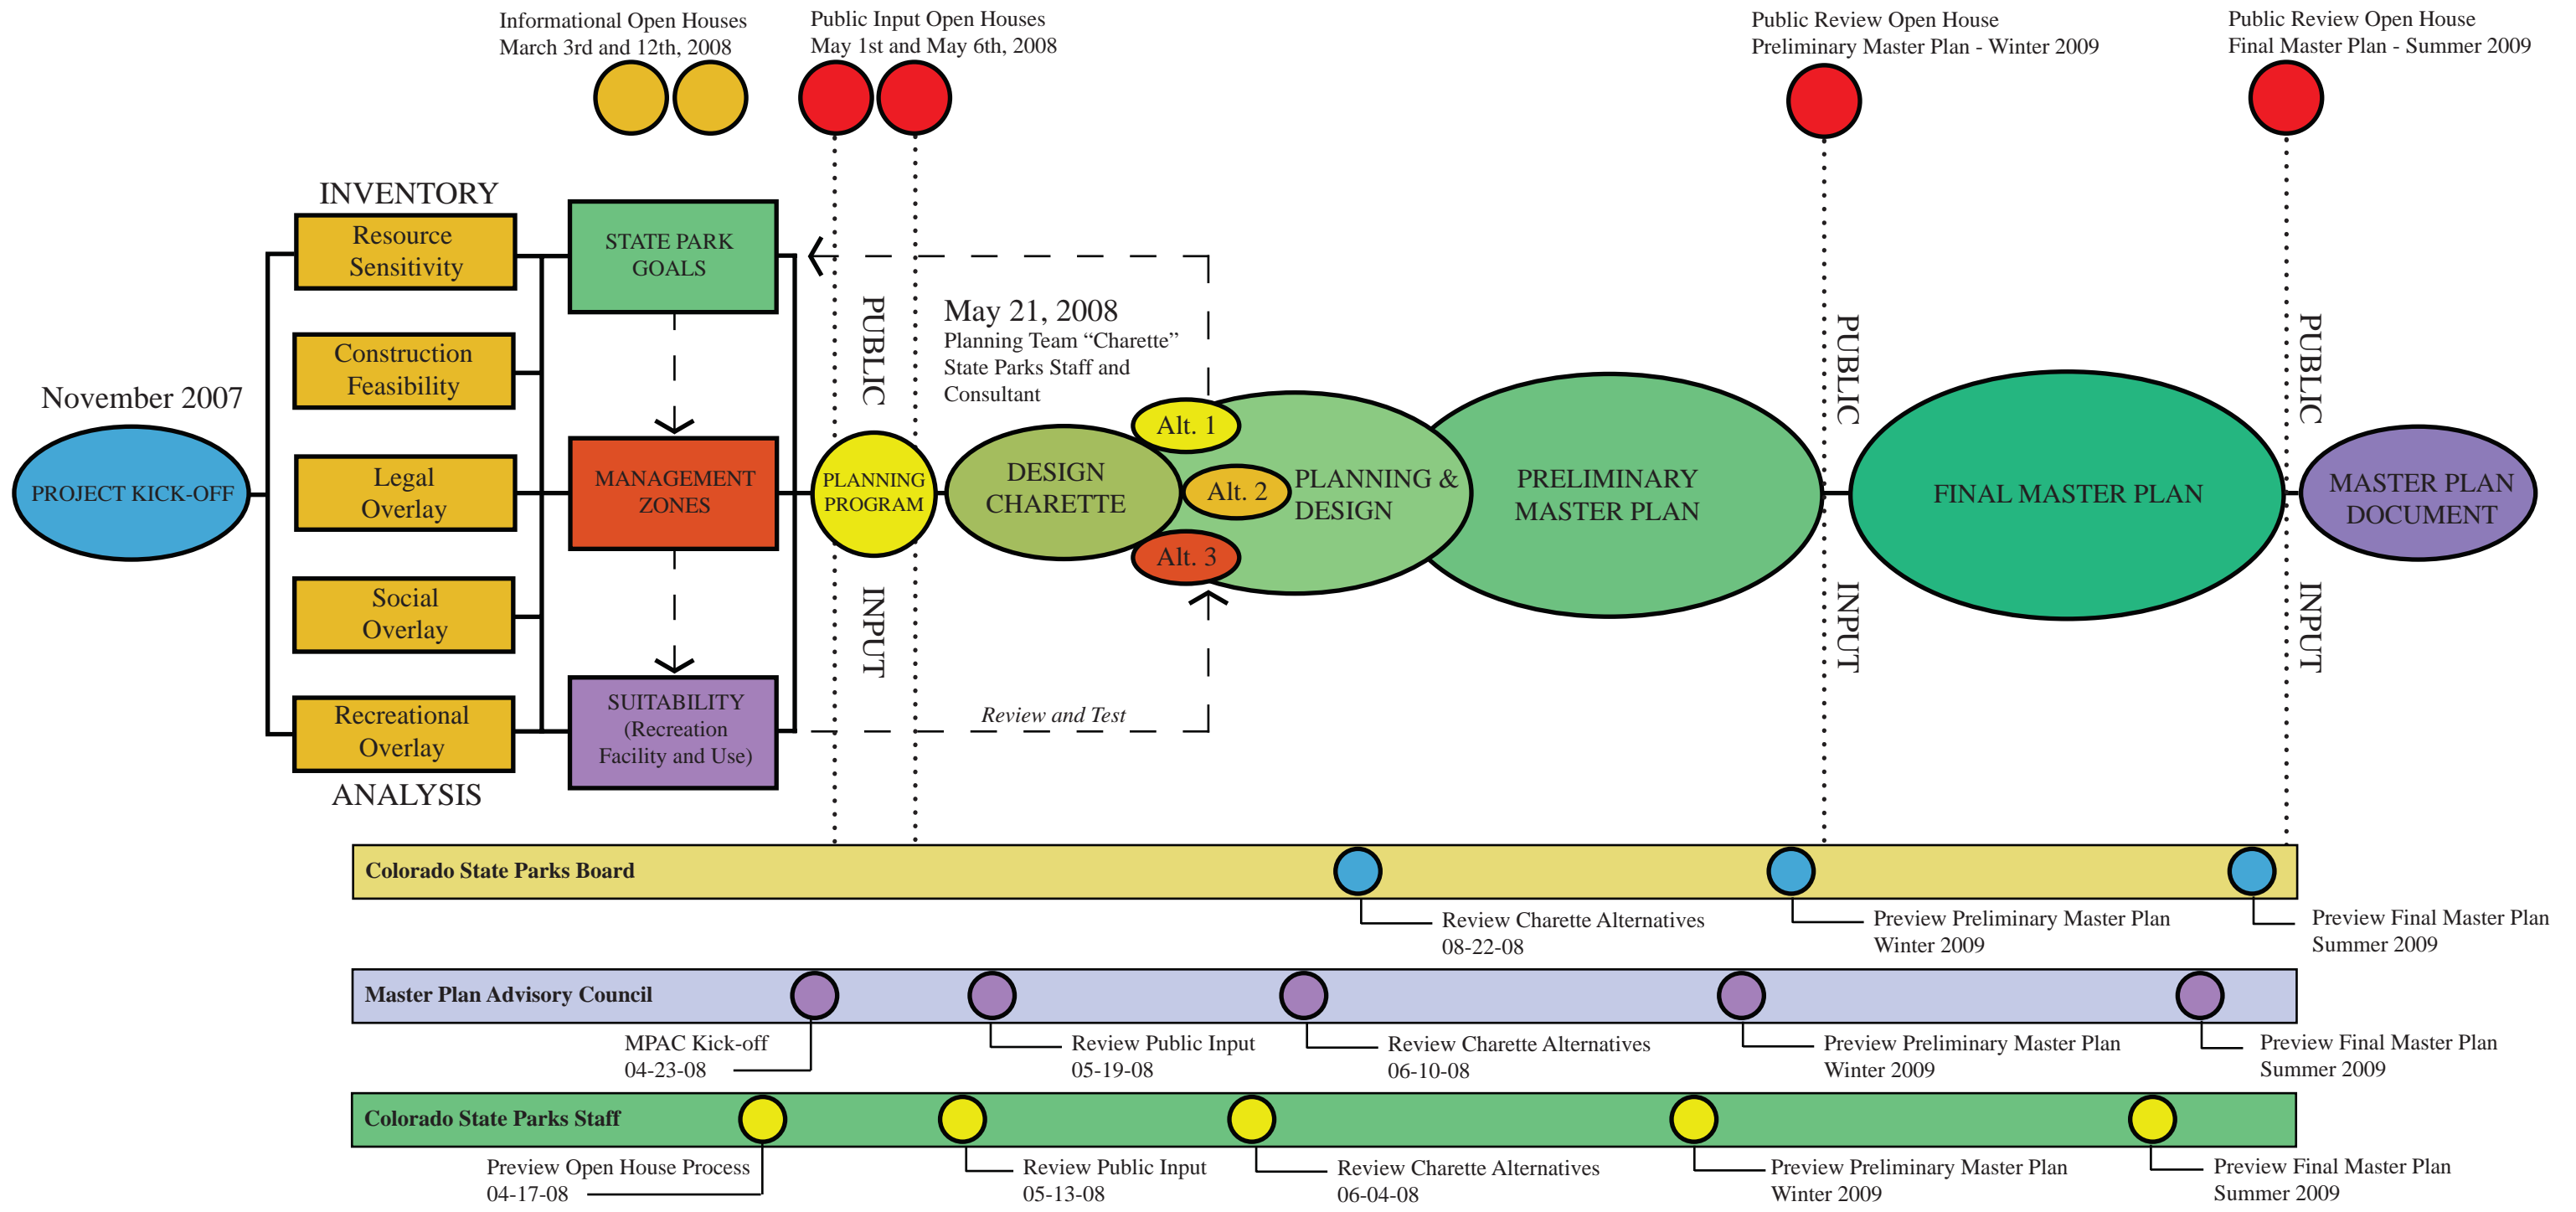 Informational Open Houses
March 3rd and 12th, 2008
Public Input Open Houses
May 1st and May 6th, 2008
Public Review Open House
Preliminary Master Plan - Winter 2009
Public Review Open House
Final Master Plan - Summer 2009
INVENTORY
Resource
Sensitivity
Construction
Feasibility
Legal
Overlay
Social
Overlay
Recreational
Overlay
ANALYSIS
November 2007
PROJECT KICK-OFF
STATE PARK
GOALS
MANAGEMENT
ZONES
SUITABILITY
(Recreation
Facility and Use)
PUBLIC
INPUT
PLANNING
PROGRAM
May 21, 2008
Planning Team “Charette”
State Parks Staff and
Consultant
DESIGN
CHARETTE
Alt. 1
Alt. 2
Alt. 3
Review and Test
PLANNING &
DESIGN
PRELIMINARY
MASTER PLAN
PUBLIC
INPUT
FINAL MASTER PLAN
PUBLIC
INPUT
MASTER PLAN
DOCUMENT
Colorado State Parks Board
Review Charette Alternatives
08-22-08
Preview Preliminary Master Plan
Winter 2009
Preview Final Master Plan
Summer 2009
Master Plan Advisory Council
MPAC Kick-off
04-23-08
Review Public Input
05-19-08
Review Charette Alternatives
06-10-08
Preview Preliminary Master Plan
Winter 2009
Preview Final Master Plan
Summer 2009
Colorado State Parks Staff
Preview Open House Process
04-17-08
Review Public Input
05-13-08
Review Charette Alternatives
06-04-08
Preview Preliminary Master Plan
Winter 2009
Preview Final Master Plan
Summer 2009